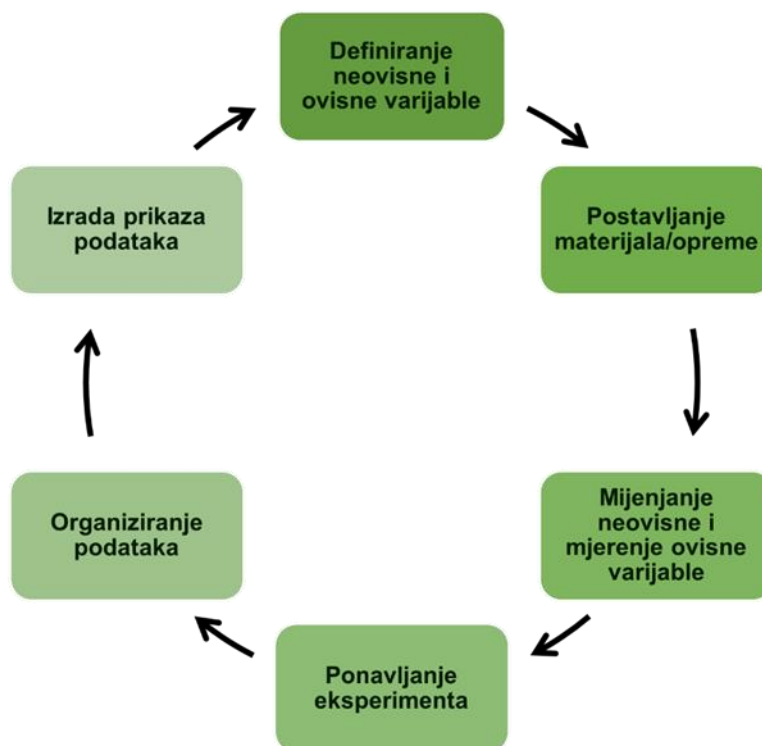 Definiranje
neovisne i
ovisne varijable
Postavljanje
materijala/opreme
Mijenjanje
neovisne i
mjerenje ovisne
varijable
Ponavljanje
eksperimenta
Organiziranje
podataka
Izrada prikaza
podataka